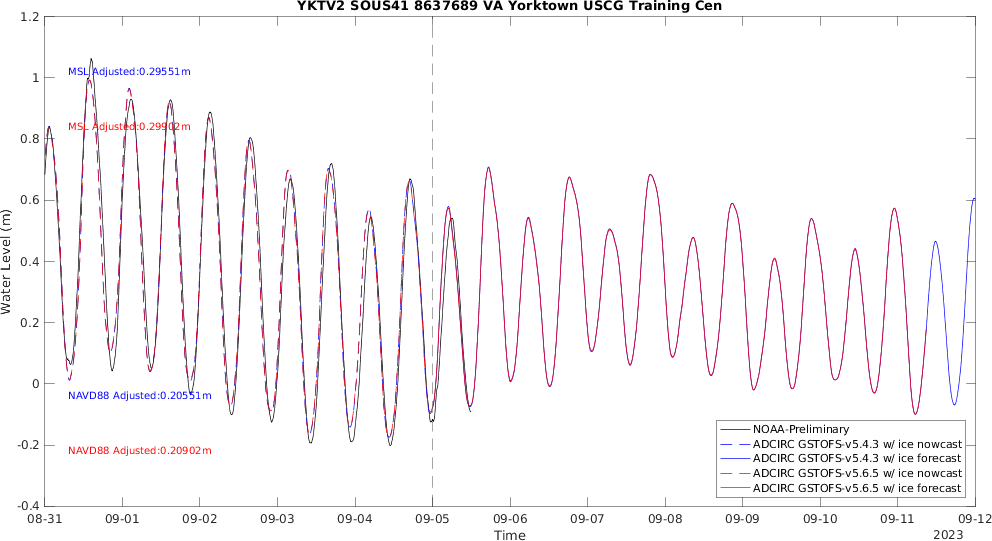 YKTV2 SOUS41 8637689 VA Yorktown USCG Training Cen
1.2
1
0.8
0.6
0.4
0.2
0
-0.2
-0.4
Water Level (m)
MSL Adjusted:0.29551m
MSL Adjusted:0.29902m
NAVD88 Adjusted:0.20551m
NAVD88 Adjusted:0.20902m
NOAA-Preliminary
ADCIRC GSTOFS-v5.4.3 w/ ice nowcast
ADCIRC GSTOFS-v5.4.3 w/ ice forecast
ADCIRC GSTOFS-v5.6.5 w/ ice nowcast
ADCIRC GSTOFS-v5.6.5 w/ ice forecast
08-31 09-01 09-02 09-03 09-04 09-05 09-06 09-07 09-08 09-09 09-10 09-11 09-12
Time
2023